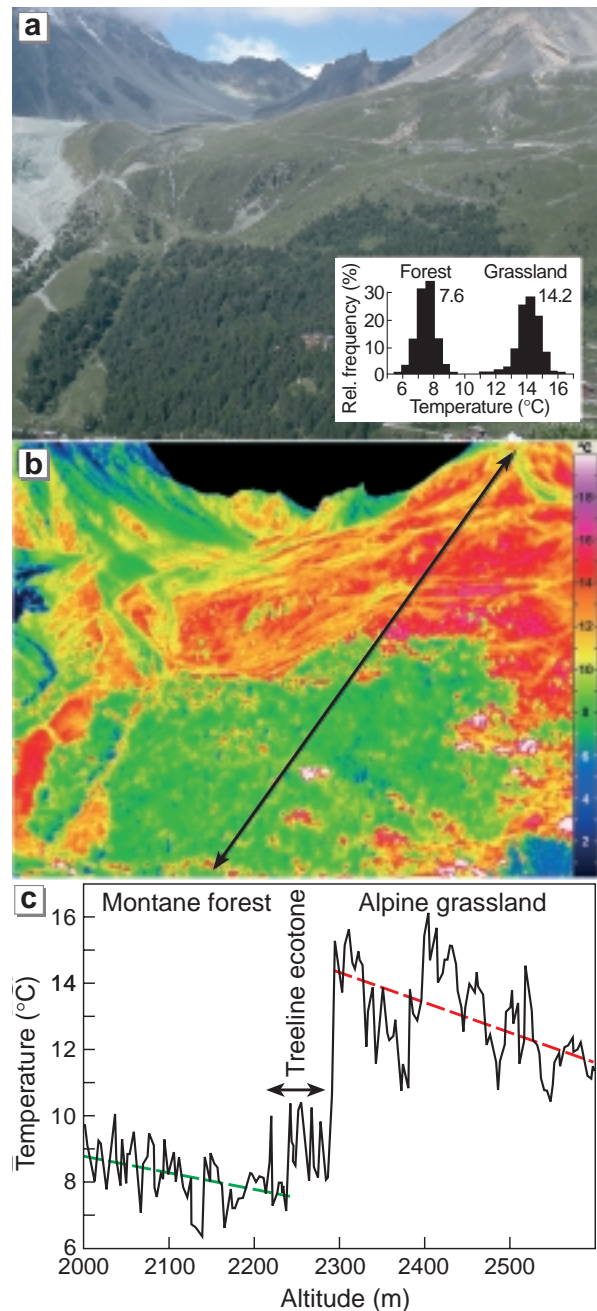 a
Forest Grassland
7.6 14.2
Rel. frequency (%)
30
20
10
0
6 8 10 12 14 16
Temperature (°C)
b
°C
18
16
14
12
10
8
6
4
2
c
Montane forest Alpine grassland
Treeline ecotone
Temperature (°C)
16
14
12
10
8
6
2000 2100 2200 2300 2400 2500
Altitude (m)